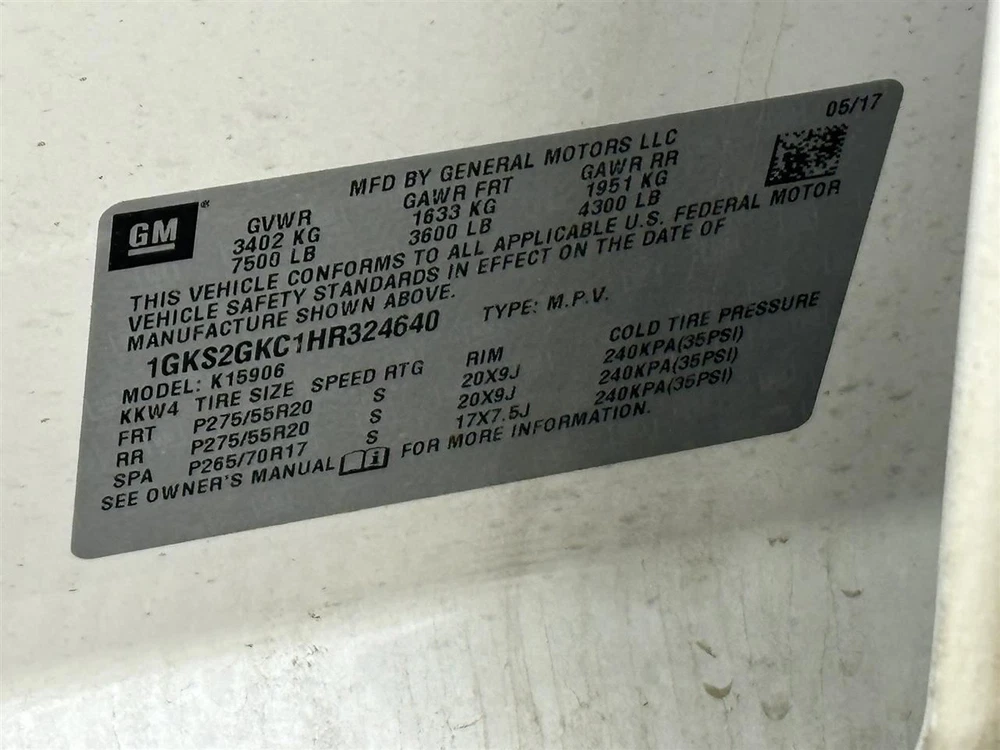 05/17
MFD BY GENERAL MOTORS LLC
GM ®
GVWR GAWR FRT GAWR RR
3402 KG 1633 KG 1951 KG
7500 LB 3600 LB 4300 LB
THIS VEHICLE CONFORMS TO ALL APPLICABLE U.S. FEDERAL MOTOR
VEHICLE SAFETY STANDARDS IN EFFECT ON THE DATE OF
MANUFACTURE SHOWN ABOVE.
1GKS2GKC1HR324640 TYPE: M.P.V.
MODEL: K15906
KKW4 TIRE SIZE SPEED RTG RIM COLD TIRE PRESSURE
FRT P275/55R20 S 20X9J 240KPA(35PSI)
RR P275/55R20 S 20X9J 240KPA(35PSI)
SPA P265/70R17 S 17X7.5J 240KPA(35PSI)
SEE OWNER'S MANUAL FOR MORE INFORMATION.